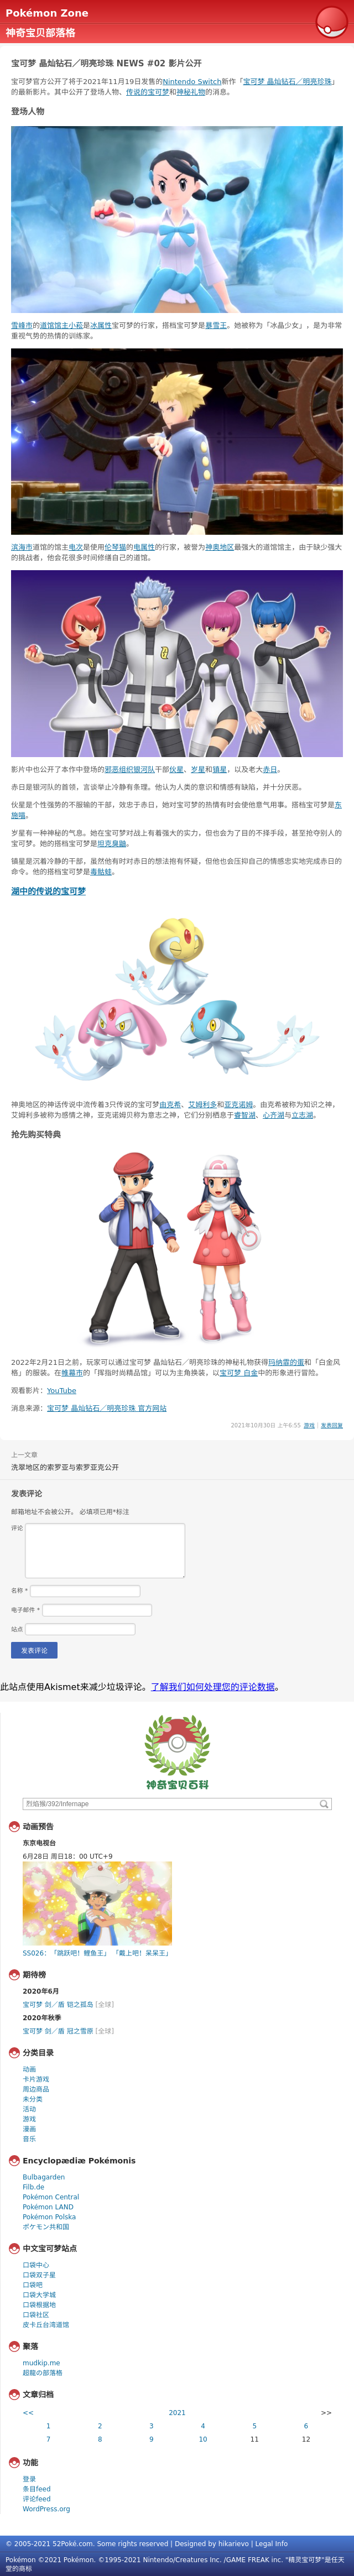 Pokémon Zone
神奇宝贝部落格
宝可梦 晶灿钻石／明亮珍珠 NEWS #02 影片公开
宝可梦官方公开了将于2021年11月19日发售的Nintendo Switch新作「宝可梦 晶灿钻石／明亮珍珠」
的最新影片。其中公开了登场人物、传说的宝可梦和神秘礼物的消息。
登场人物
雪峰市的道馆馆主小菘是冰属性宝可梦的行家，搭档宝可梦是暴雪王。她被称为「冰晶少女」，是为非常
重视气势的热情的训练家。
滨海市道馆的馆主电次是使用伦琴猫的电属性的行家，被誉为神奥地区最强大的道馆馆主，由于缺少强大
的挑战者，他会花很多时间修缮自己的道馆。
影片中也公开了本作中登场的邪恶组织银河队干部伙星、岁星和镇星，以及老大赤日。
赤日是银河队的首领，言谈举止冷静有条理。他认为人类的意识和情感有缺陷，并十分厌恶。
伙星是个性强势的不服输的干部，效忠于赤日，她对宝可梦的热情有时会使他意气用事。搭档宝可梦是东
施喵。
岁星有一种神秘的气息。她在宝可梦对战上有着强大的实力，但也会为了目的不择手段，甚至抢夺别人的
宝可梦。她的搭档宝可梦是坦克臭鼬。
镇星是沉着冷静的干部，虽然他有时对赤日的想法抱有怀疑，但他也会压抑自己的情感忠实地完成赤日的
命令。他的搭档宝可梦是毒骷蛙。
湖中的传说的宝可梦
神奥地区的神话传说中流传着3只传说的宝可梦由克希、艾姆利多和亚克诺姆。由克希被称为知识之神，
艾姆利多被称为感情之神，亚克诺姆贝称为意志之神，它们分别栖息于睿智湖、心齐湖与立志湖。
抢先购买特典
2022年2月21日之前，玩家可以通过宝可梦 晶灿钻石／明亮珍珠的神秘礼物获得玛纳霏的蛋和「白金风
格」的服装。在帷幕市的「挥指时尚精品馆」可以为主角换装，以宝可梦 白金中的形象进行冒险。
观看影片：YouTube
消息来源：宝可梦 晶灿钻石／明亮珍珠 官方网站
2021年10月30日 上午6:55 游戏 | 发表回复
上一文章
洗翠地区的索罗亚与索罗亚克公开
发表评论
邮箱地址不会被公开。 必填项已用*标注
评论
名称 *
电子邮件 *
站点
发表评论
此站点使用Akismet来减少垃圾评论。了解我们如何处理您的评论数据。
神奇宝贝百科
烈焰猴/392/Infernape
动画预告
东京电视台
6月28日 周日18：00 UTC+9
SS026：「跳跃吧！鲤鱼王」 「戴上吧！呆呆王」
期待榜
2020年6月
宝可梦 剑／盾 铠之孤岛 [全球]
2020年秋季
宝可梦 剑／盾 冠之雪原 [全球]
分类目录
动画
卡片游戏
周边商品
未分类
活动
游戏
漫画
音乐
Encyclopædiæ Pokémonis
Bulbagarden
Filb.de
Pokémon Central
Pokémon LAND
Pokémon Polska
ポケモン共和国
中文宝可梦站点
口袋中心
口袋双子星
口袋吧
口袋大学城
口袋根据地
口袋社区
皮卡丘台湾道馆
聚落
mudkip.me
超龍の部落格
文章归档
<< 2021 >>
1 2 3 4 5 6
7 8 9 10 11 12
功能
登录
条目feed
评论feed
WordPress.org
© 2005-2021 52Poké.com. Some rights reserved | Designed by hikarievo | Legal Info
Pokémon ©2021 Pokémon. ©1995-2021 Nintendo/Creatures Inc. /GAME FREAK inc. "精灵宝可梦"是任天
堂的商标